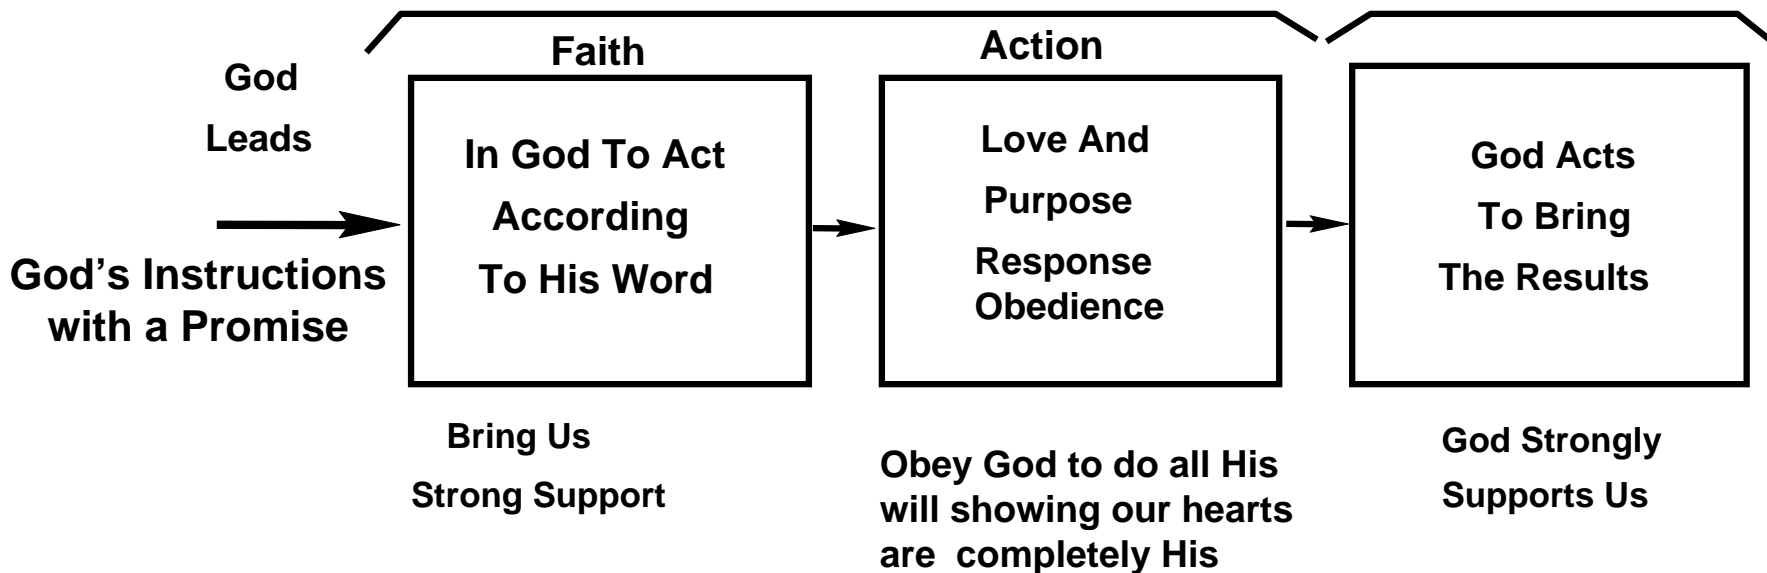 God
Leads
God’s Instructions
with a Promise
Faith
In God To Act
According
To His Word
Bring Us
Strong Support
Action
Love And
Purpose
Response
Obedience
Obey God to do all His
will showing our hearts
are completely His
God Acts
To Bring
The Results
God Strongly
Supports Us